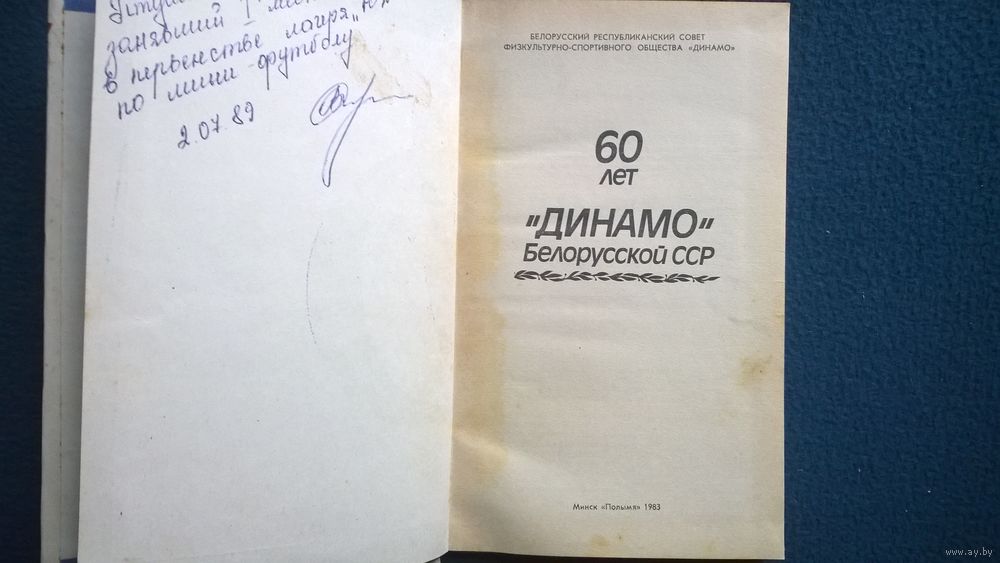 занявший
в первенстве лагеря
по мини-футболу
2.07.89
БЕЛОРУССКИЙ РЕСПУБЛИКАНСКИЙ СОВЕТ
ФИЗКУЛЬТУРНО-СПОРТИВНОГО ОБЩЕСТВА «ДИНАМО»
60
лет
"ДИНАМО"
Белорусской ССР
Минск «Полымя» 1983
www.ay.by